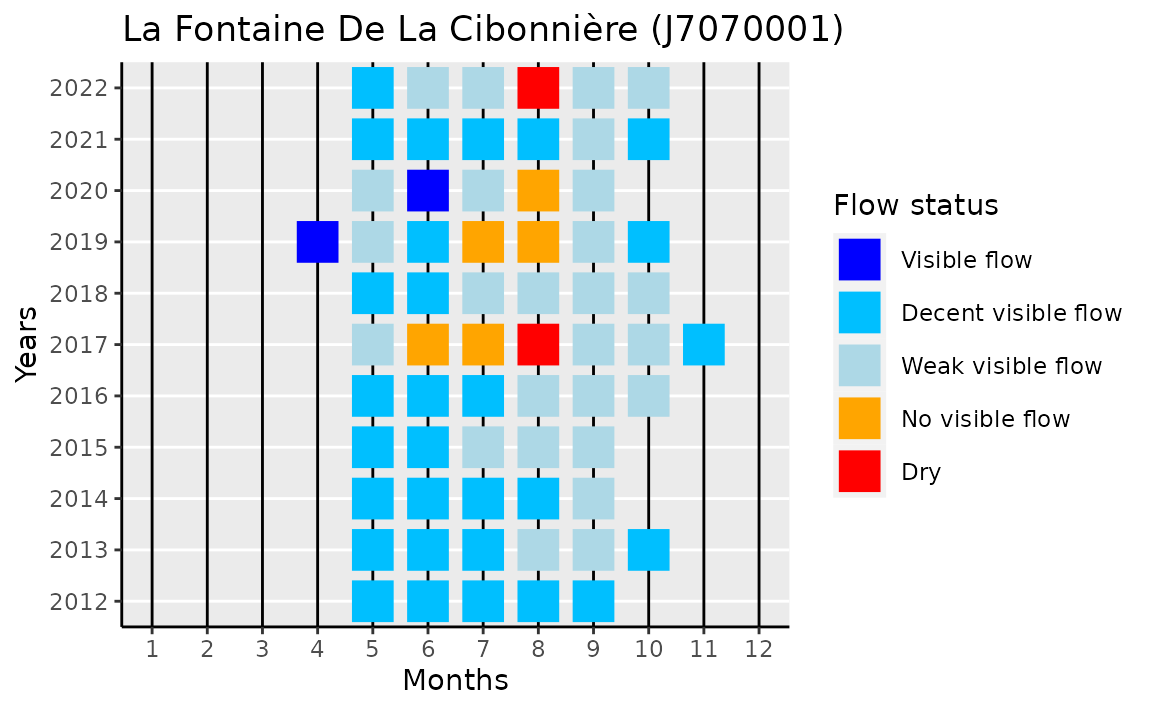 La Fontaine De La Cibonnière (J7070001)
Years
2022
2021
2020
2019
2018
2017
2016
2015
2014
2013
2012
1 2 3 4 5 6 7 8 9 10 11 12
Months
Flow status
Visible flow
Decent visible flow
Weak visible flow
No visible flow
Dry